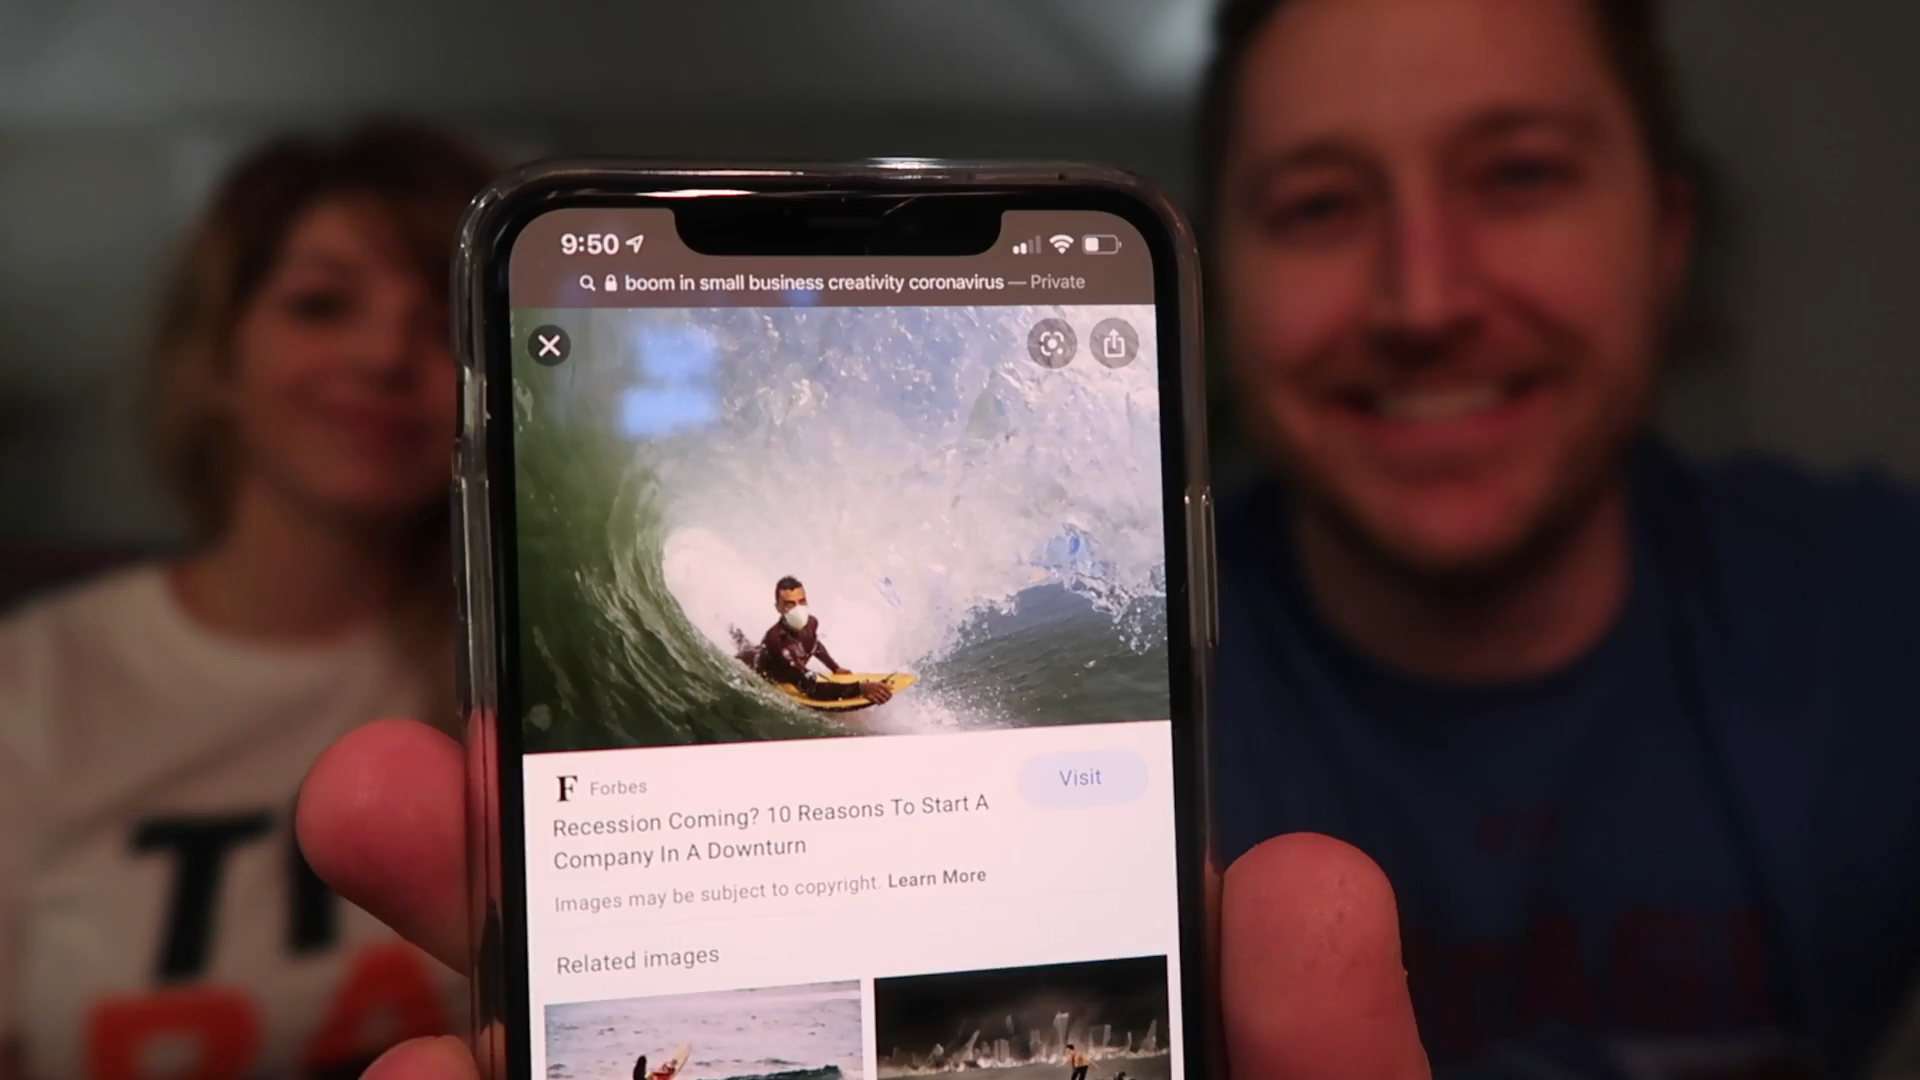 9:50
boom in small business creativity coronavirus — Private
F Forbes
Visit
Recession Coming? 10 Reasons To Start A
Company In A Downturn
Images may be subject to copyright. Learn More
Related images